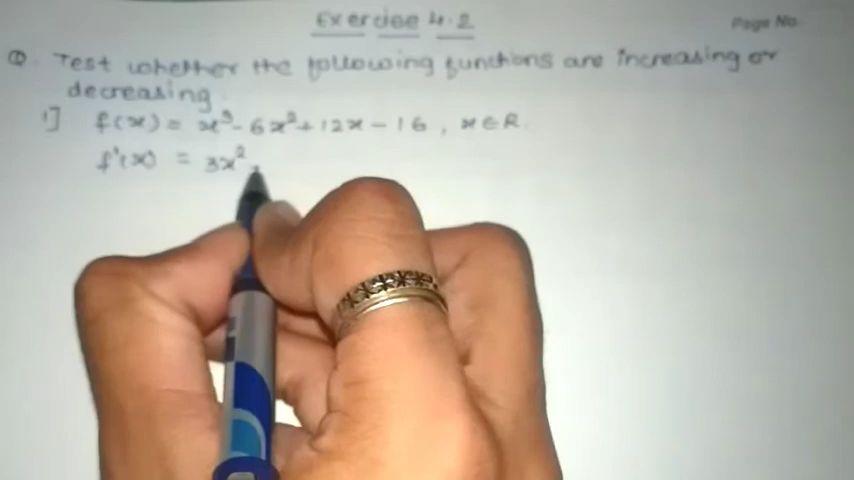 Exercise 4.2
Page No.
①. Test whether the following functions are increasing or
decreasing.
1] f(x) = x³- 6x²+12x - 16, x∈R.
f'(x) = 3x² -